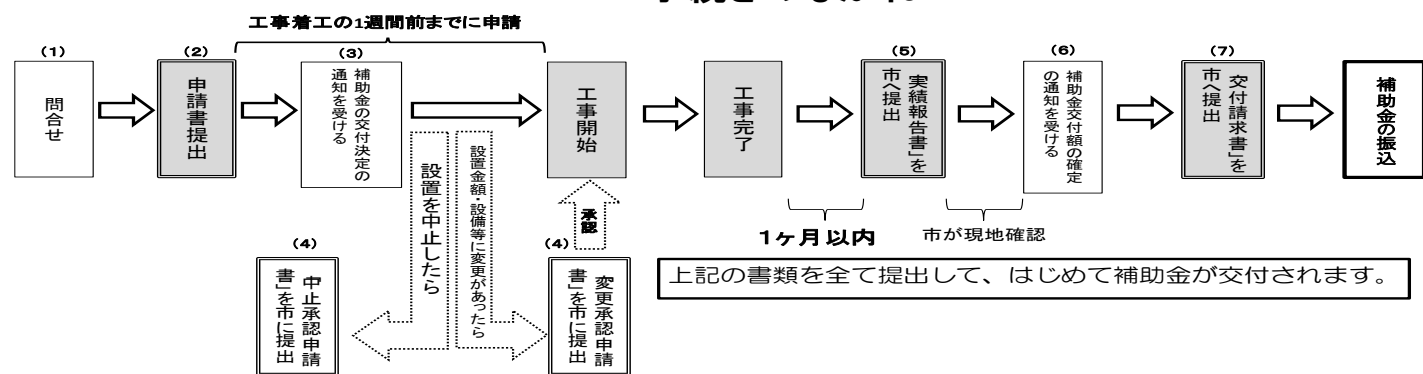 工事着工の1週間前までに申請
(1)
問合せ
(2)
申請書提出
(3)
補助金の交付決定の
通知を受ける
工事開始
工事完了
(5)
実績報告書」を
市へ提出
(6)
補助金交付額の確定
の通知を受ける
(7)
交付請求書」を
市へ提出
補助金の振込
設置を中止したら
設置金額・設備等に変更があったら
承認
1ヶ月以内
市が現地確認
(4)
中止承認申請
書」を市に提出
(4)
変更承認申請
書」を市に提出
上記の書類を全て提出して、はじめて補助金が交付されます。